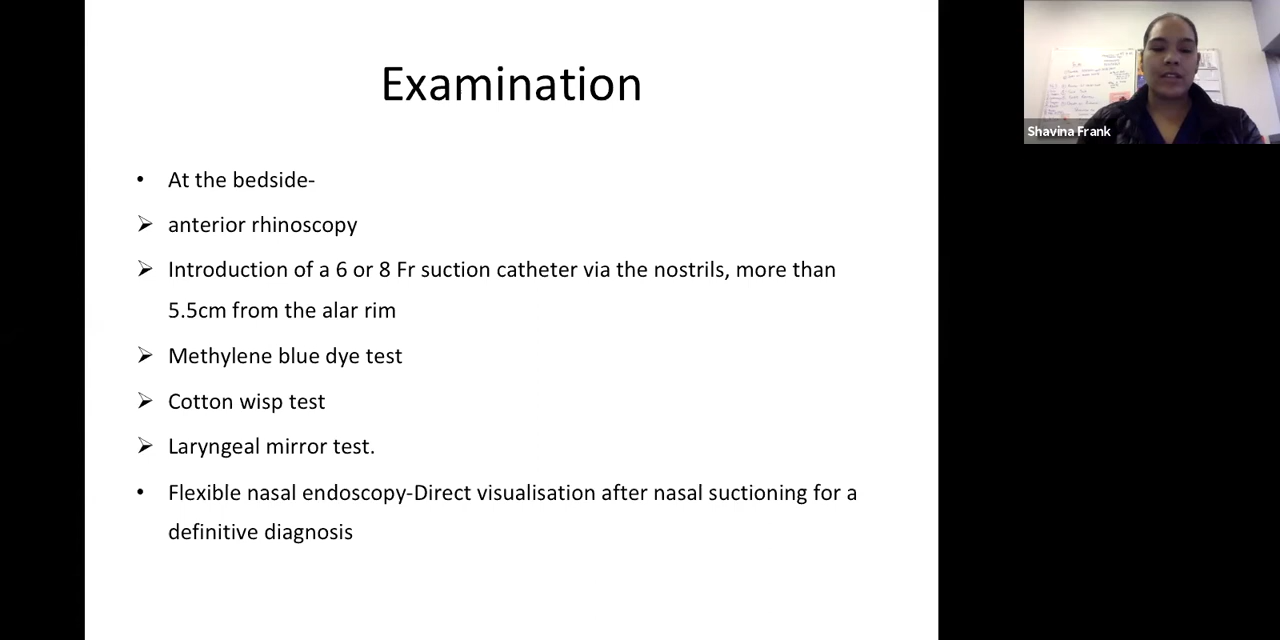 Examination
• At the bedside-
➢ anterior rhinoscopy
➢ Introduction of a 6 or 8 Fr suction catheter via the nostrils, more than
5.5cm from the alar rim
➢ Methylene blue dye test
➢ Cotton wisp test
➢ Laryngeal mirror test.
• Flexible nasal endoscopy-Direct visualisation after nasal suctioning for a
definitive diagnosis
Shavina Frank